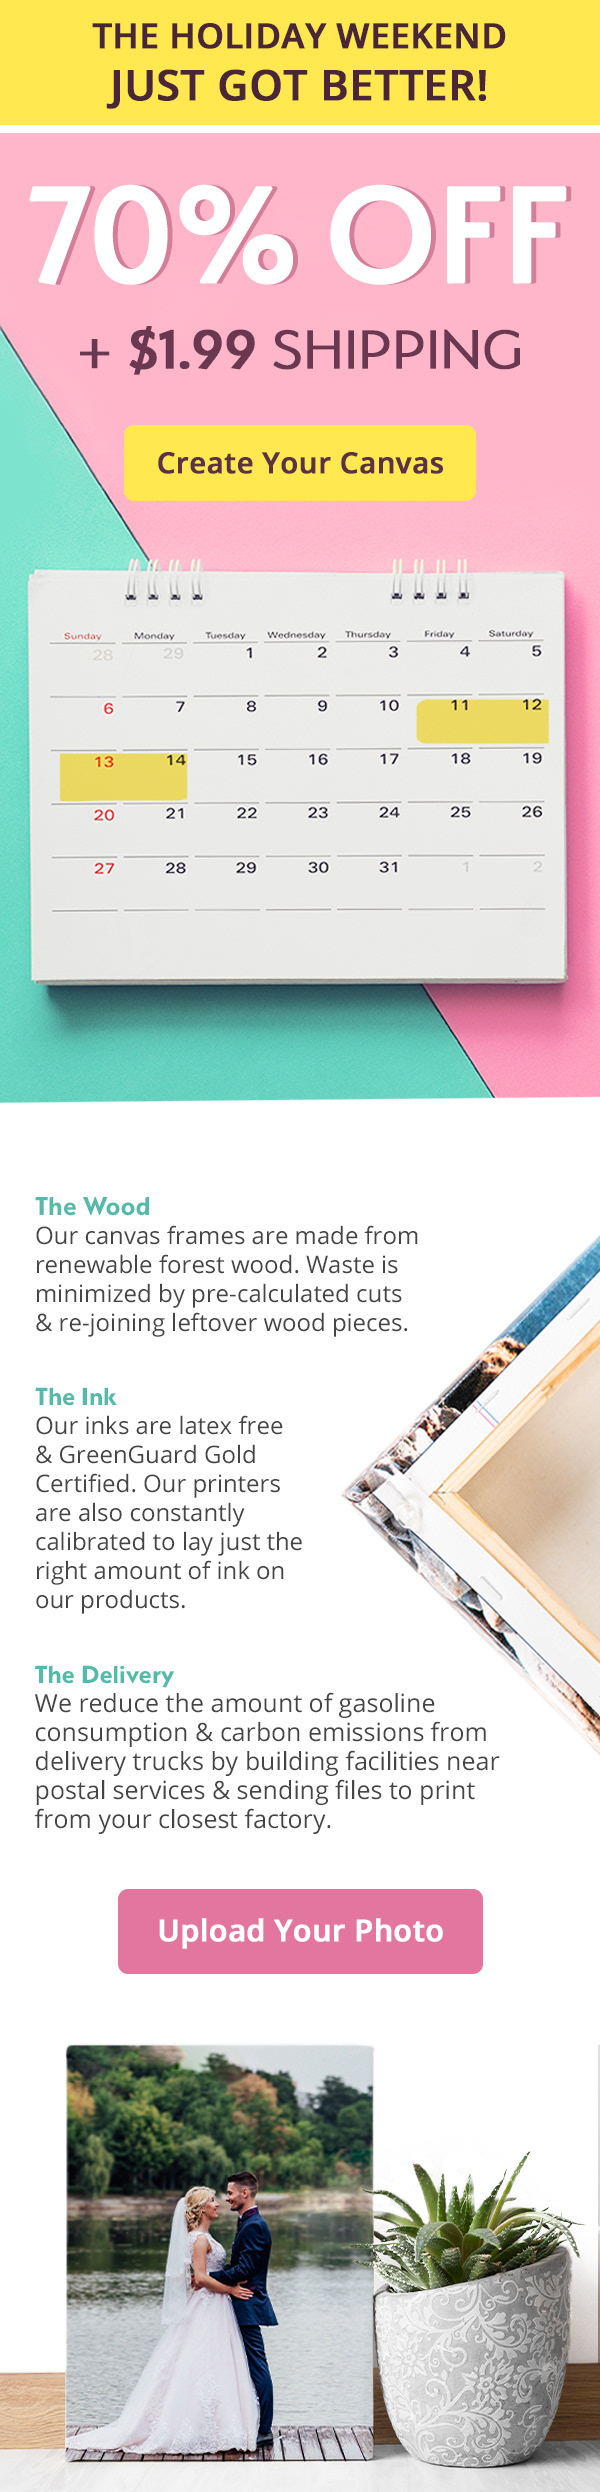 THE HOLIDAY WEEKEND
JUST GOT BETTER!
70% OFF
+ $1.99 SHIPPING
Create Your Canvas
Sunday Monday Tuesday Wednesday Thursday Friday Saturday
28 29 1 2 3 4 5
6 7 8 9 10 11 12
13 14 15 16 17 18 19
20 21 22 23 24 25 26
27 28 29 30 31 1 2
The Wood
Our canvas frames are made from
renewable forest wood. Waste is
minimized by pre-calculated cuts
& re-joining leftover wood pieces.
The Ink
Our inks are latex free
& GreenGuard Gold
Certified. Our printers
are also constantly
calibrated to lay just the
right amount of ink on
our products.
The Delivery
We reduce the amount of gasoline
consumption & carbon emissions from
delivery trucks by building facilities near
postal services & sending files to print
from your closest factory.
Upload Your Photo